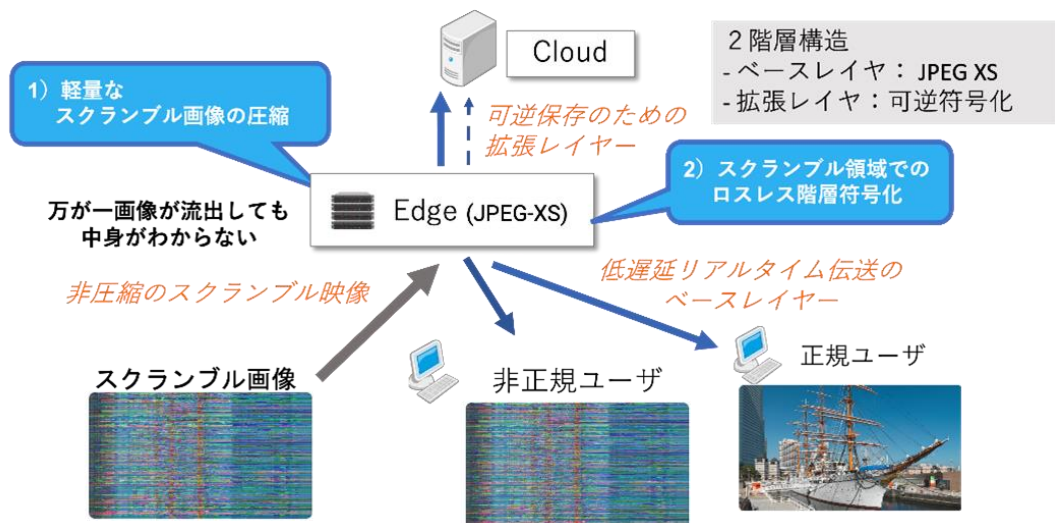 Cloud
２階層構造
- ベースレイヤ： JPEG XS
- 拡張レイヤ：可逆符号化
1）軽量な
スクランブル画像の圧縮
可逆保存のための
拡張レイヤー
2）スクランブル領域での
ロスレス階層符号化
Edge (JPEG-XS)
万が一画像が流出しても
中身がわからない
非圧縮のスクランブル映像
低遅延リアルタイム伝送の
ベースレイヤー
スクランブル画像
非正規ユーザ
正規ユーザ